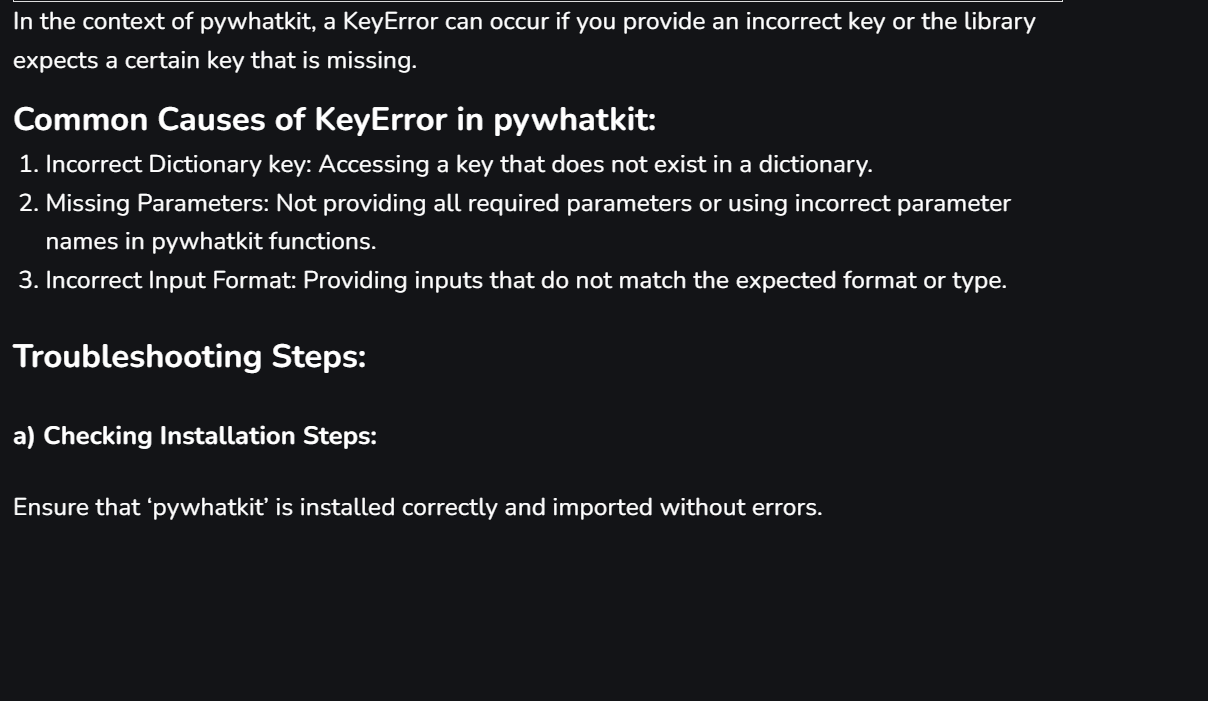 In the context of pywhatkit, a KeyError can occur if you provide an incorrect key or the library
expects a certain key that is missing.
Common Causes of KeyError in pywhatkit:
1. Incorrect Dictionary key: Accessing a key that does not exist in a dictionary.
2. Missing Parameters: Not providing all required parameters or using incorrect parameter
names in pywhatkit functions.
3. Incorrect Input Format: Providing inputs that do not match the expected format or type.
Troubleshooting Steps:
a) Checking Installation Steps:
Ensure that ‘pywhatkit’ is installed correctly and imported without errors.